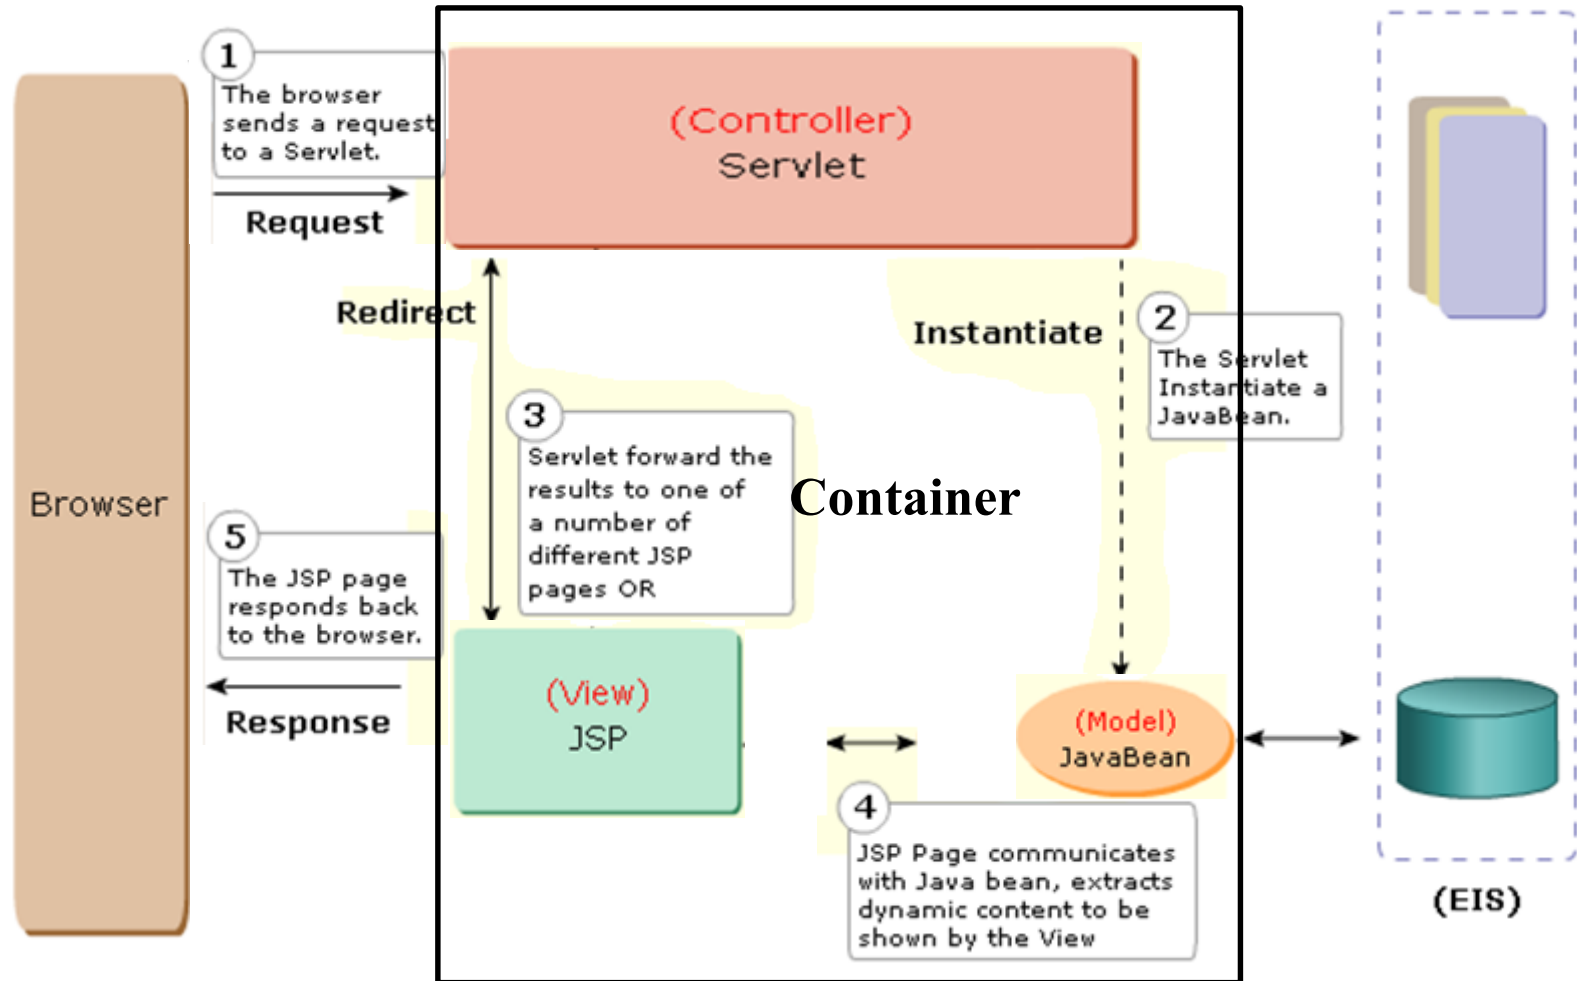 1
The browser
sends a request
to a Servlet.
Request
(Controller)
Servlet
Redirect
Instantiate
2
The Servlet
Instantiate a
JavaBean.
3
Servlet forward the
results to one of
a number of
different JSP
pages OR
Container
Browser
5
The JSP page
responds back
to the browser.
Response
(View)
JSP
(Model)
JavaBean
4
JSP Page communicates
with Java bean, extracts
dynamic content to be
shown by the View
(EIS)